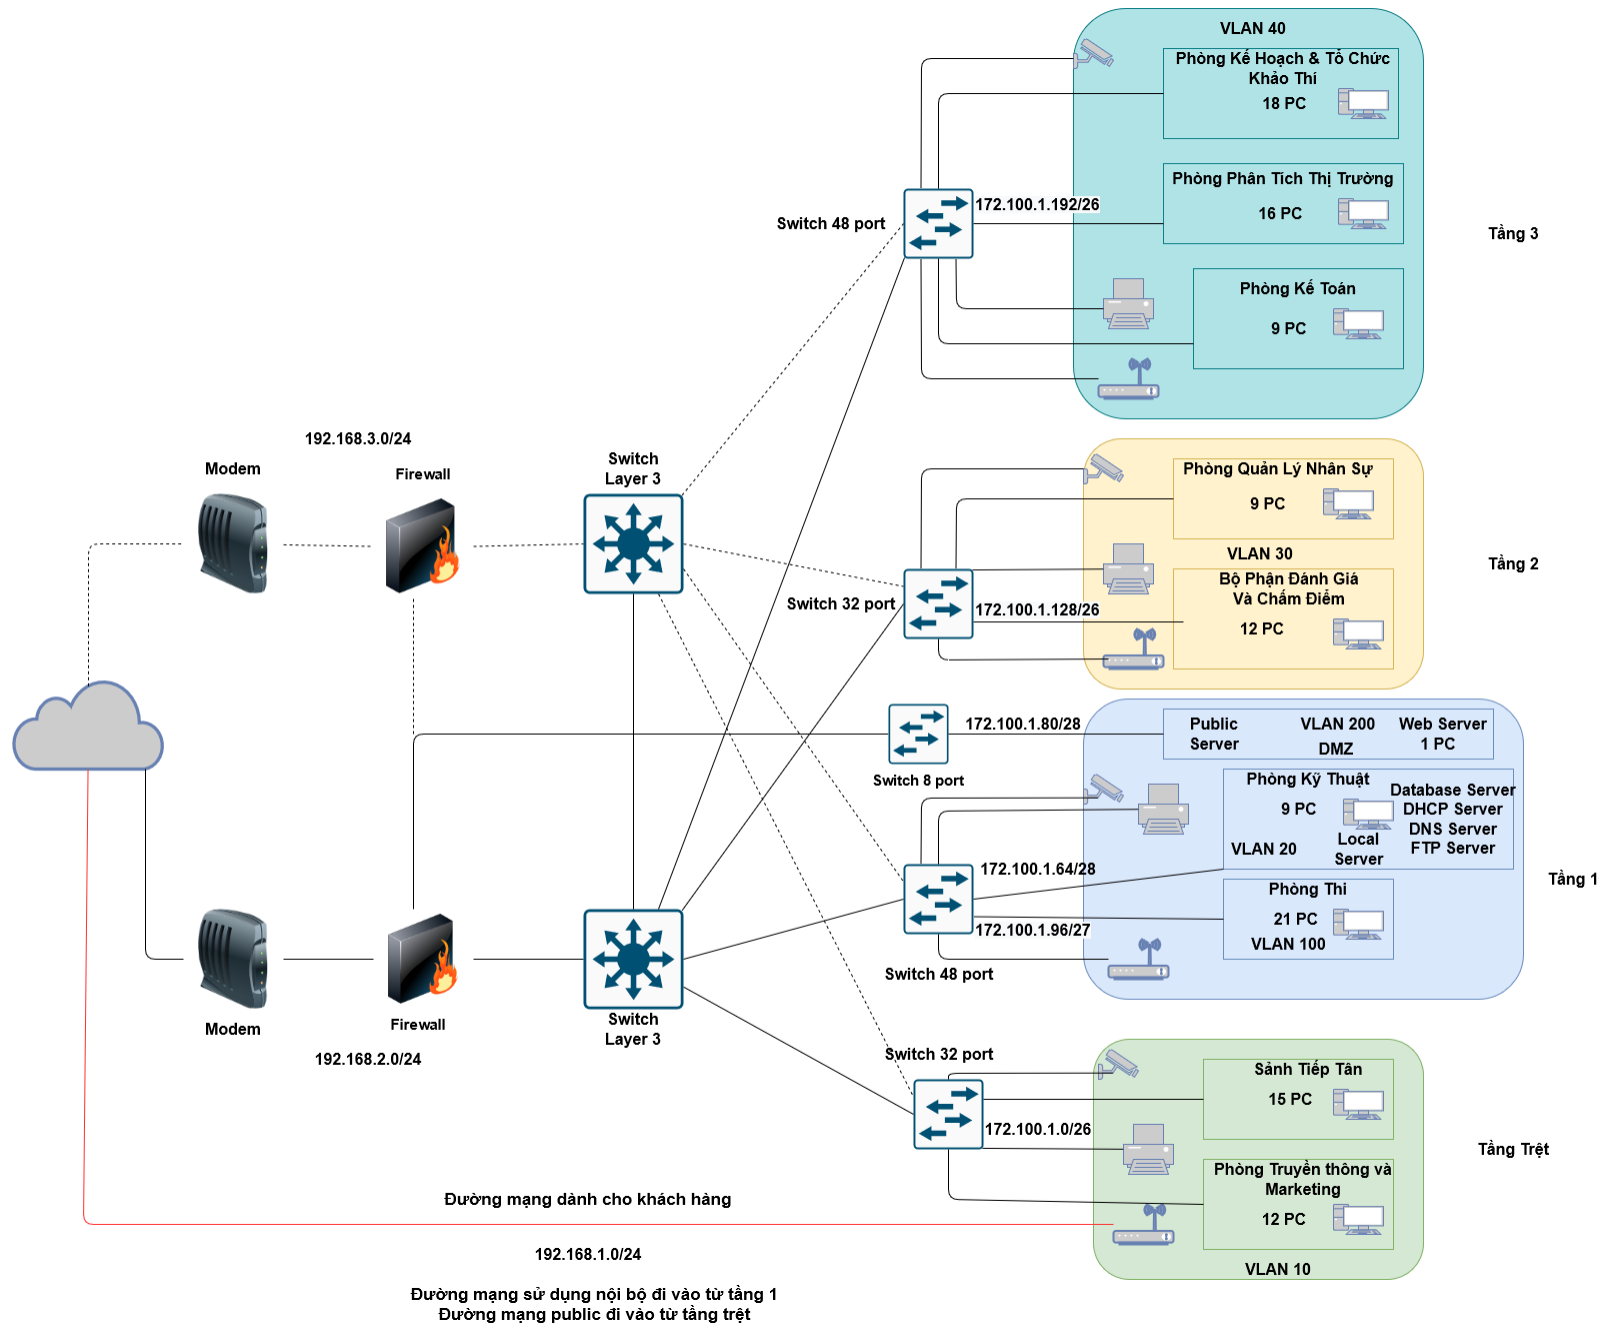 VLAN 40
Phòng Kế Hoạch & Tổ Chức
Khảo Thí
18 PC
172.100.1.192/26
Switch 48 port
Phòng Phân Tích Thị Trường
16 PC
Tầng 3
Phòng Kế Toán
9 PC
192.168.3.0/24
Modem
Firewall
Switch
Layer 3
Phòng Quản Lý Nhân Sự
9 PC
VLAN 30
Tầng 2
Bộ Phận Đánh Giá
Và Chấm Điểm
12 PC
Switch 32 port
172.100.1.128/26
172.100.1.80/28
Switch 8 port
Public
Server
VLAN 200
DMZ
Web Server
1 PC
Phòng Kỹ Thuật
9 PC
VLAN 20
Local
Server
Database Server
DHCP Server
DNS Server
FTP Server
172.100.1.64/28
Tầng 1
Phòng Thi
21 PC
VLAN 100
172.100.1.96/27
Switch 48 port
Modem
Firewall
Switch
Layer 3
192.168.2.0/24
Switch 32 port
Sảnh Tiếp Tân
15 PC
172.100.1.0/26
Tầng Trệt
Phòng Truyền thông và
Marketing
12 PC
VLAN 10
Đường mạng dành cho khách hàng
192.168.1.0/24
Đường mạng sử dụng nội bộ đi vào từ tầng 1
Đường mạng public đi vào từ tầng trệt